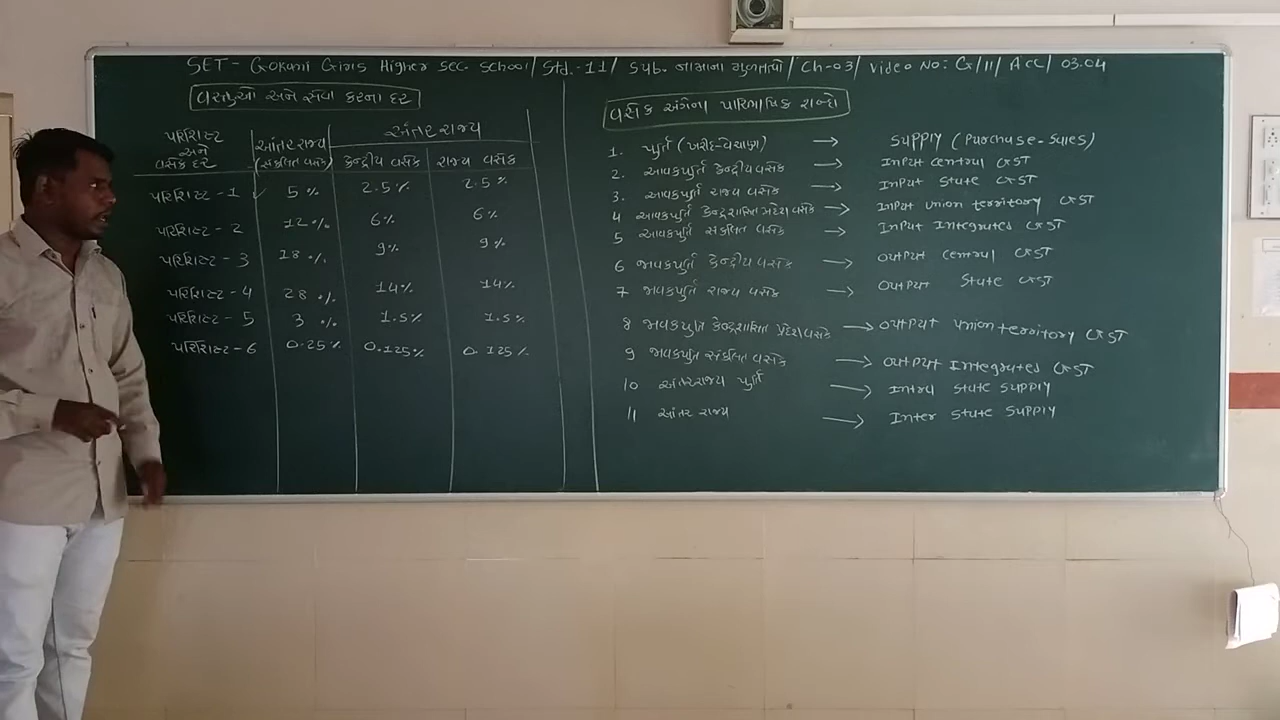 SET- Gokani Girls Higher Sec. School / Std.-11 / Sub. નામાના મૂળતત્વો / Ch-03 / Video No: G/11/Acc/03.04
વસ્તુઓ અને સેવા કરના દર
પરિશિષ્ટ અને વસેક દર
આંતર રાજ્ય (સંકલિત વસેક)
અંતર રાજ્ય
કેન્દ્રીય વસેક રાજ્ય વસેક
પરિશિષ્ટ - 1 5 % 2.5% 2.5%
પરિશિષ્ટ - 2 12 % 6% 6%
પરિશિષ્ટ - 3 18 % 9% 9%
પરિશિષ્ટ - 4 28 % 14% 14%
પરિશિષ્ટ - 5 3 % 1.5% 1.5%
પરિશિષ્ટ - 6 0.25% 0.125% 0.125%
વસેક અંગેના પારિભાષિક શબ્દો
1. પૂર્તિ (ખરીદ-વેચાણ) → Supply (Purchase-Sales)
2. આવકપૂર્તિ કેન્દ્રીય વસેક → Input Central GST
3. આવકપૂર્તિ રાજ્ય વસેક → Input State GST
4 આવકપૂર્તિ કેન્દ્રશાસિત પ્રદેશ વસેક → Input Union territory GST
5 આવકપૂર્તિ સંકલિત વસેક → Input Integrated GST
6 જાવકપૂર્તિ કેન્દ્રીય વસેક → Output Central GST
7 જાવકપૂર્તિ રાજ્ય વસેક → Output State GST
8 જાવકપૂર્તિ કેન્દ્રશાસિત પ્રદેશ વસેક → Output Union territory GST
9 જાવકપૂર્તિ સંકલિત વસેક → Output Integrated GST
10 અંતરરાજ્ય પૂર્તિ → Intra State Supply
11 આંતર રાજ્ય → Inter State Supply